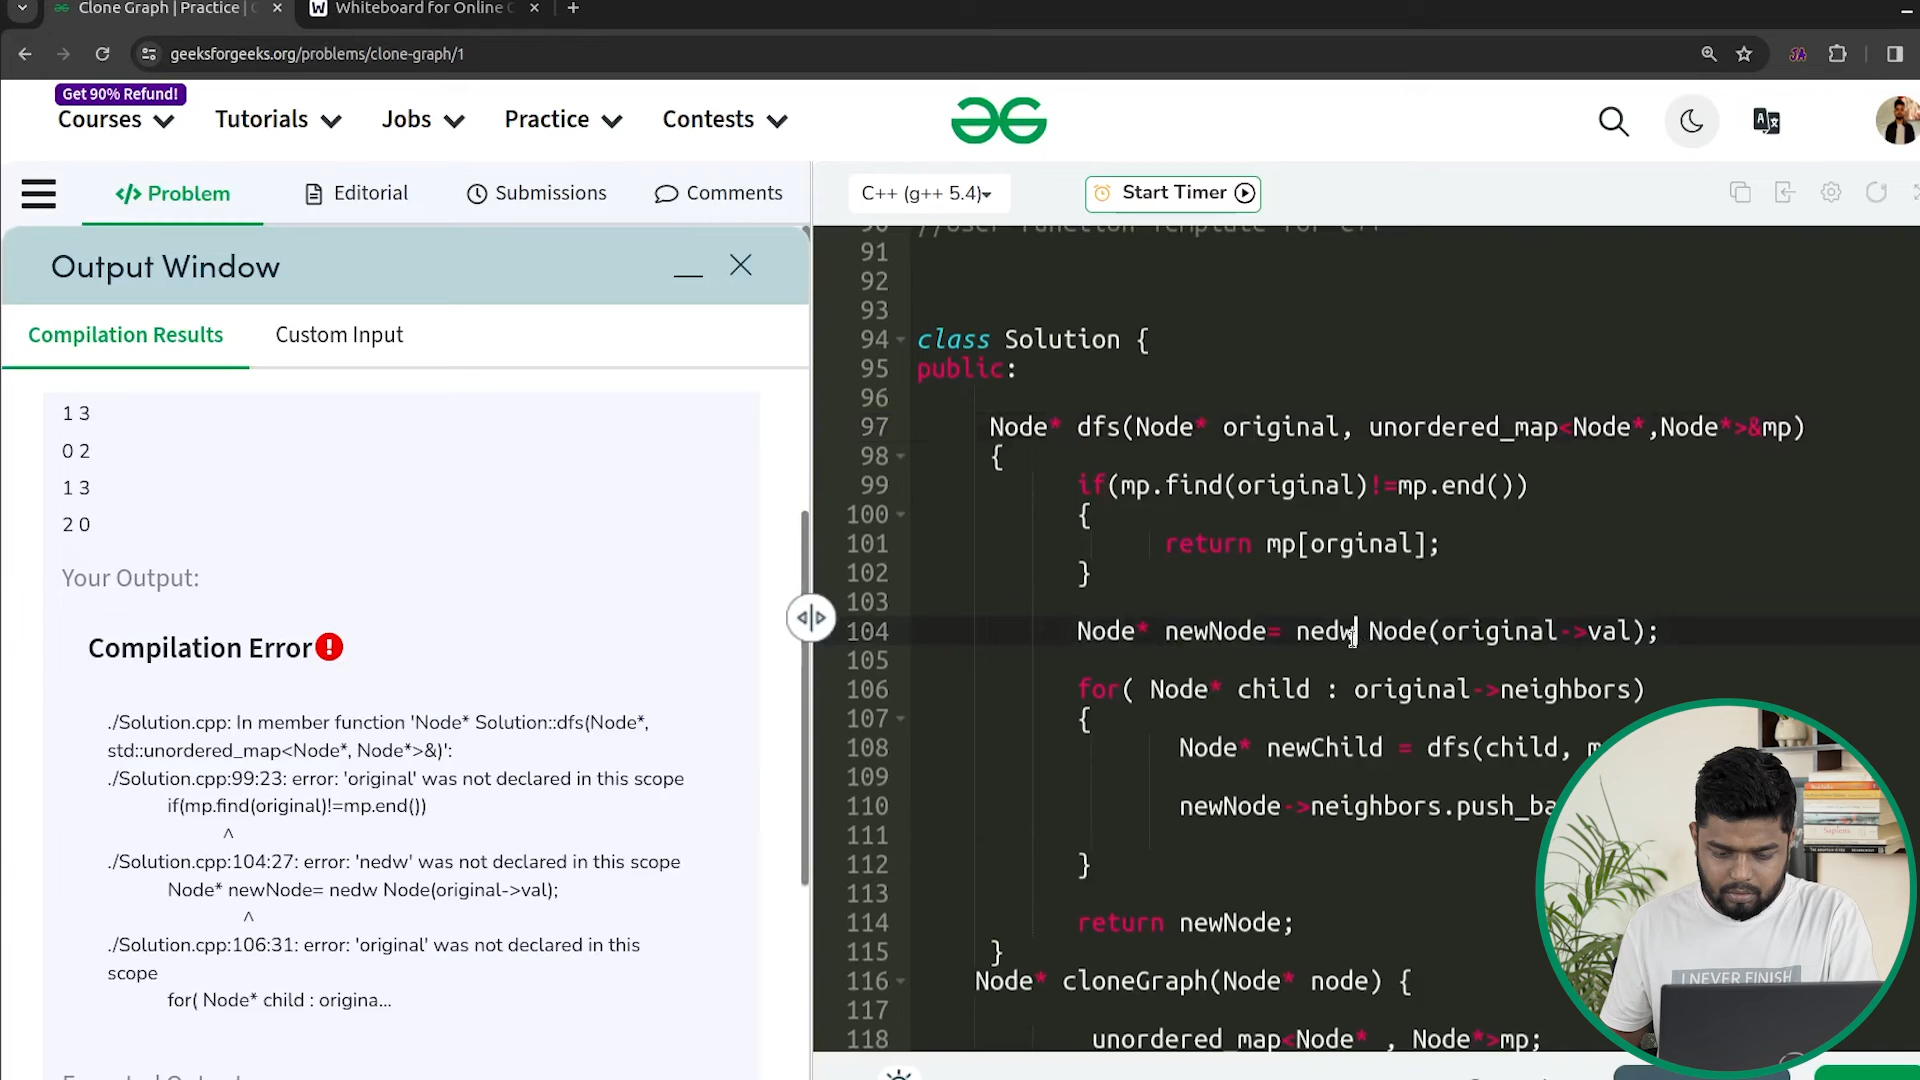 Clone Graph | Practice |
Whiteboard for Online
geeksforgeeks.org/problems/clone-graph/1
Get 90% Refund!
Courses
Tutorials
Jobs
Practice
Contests
Problem
Editorial
Submissions
Comments
C++ (g++ 5.4)
Start Timer
Output Window
Compilation Results
Custom Input
1 3
0 2
1 3
2 0
Your Output:
Compilation Error
./Solution.cpp: In member function 'Node* Solution::dfs(Node*,
std::unordered_map<Node*, Node*>&)':
./Solution.cpp:99:23: error: 'original' was not declared in this scope
if(mp.find(original)!=mp.end())
^
./Solution.cpp:104:27: error: 'nedw' was not declared in this scope
Node* newNode= nedw Node(original->val);
^
./Solution.cpp:106:31: error: 'original' was not declared in this
scope
for( Node* child : origina...
90 //User function Template for C++
91
92
93
94 class Solution {
95 public:
96
97 Node* dfs(Node* original, unordered_map<Node*,Node*>&mp)
98 {
99 if(mp.find(original)!=mp.end())
100 {
101 return mp[orginal];
102 }
103
104 Node* newNode= nedw Node(original->val);
105
106 for( Node* child : original->neighbors)
107 {
108 Node* newChild = dfs(child,
109
110 newNode->neighbors.push_ba
111
112 }
113
114 return newNode;
115 }
116 Node* cloneGraph(Node* node) {
117
118 unordered_map<Node* , Node*>mp;
I NEVER FINISH